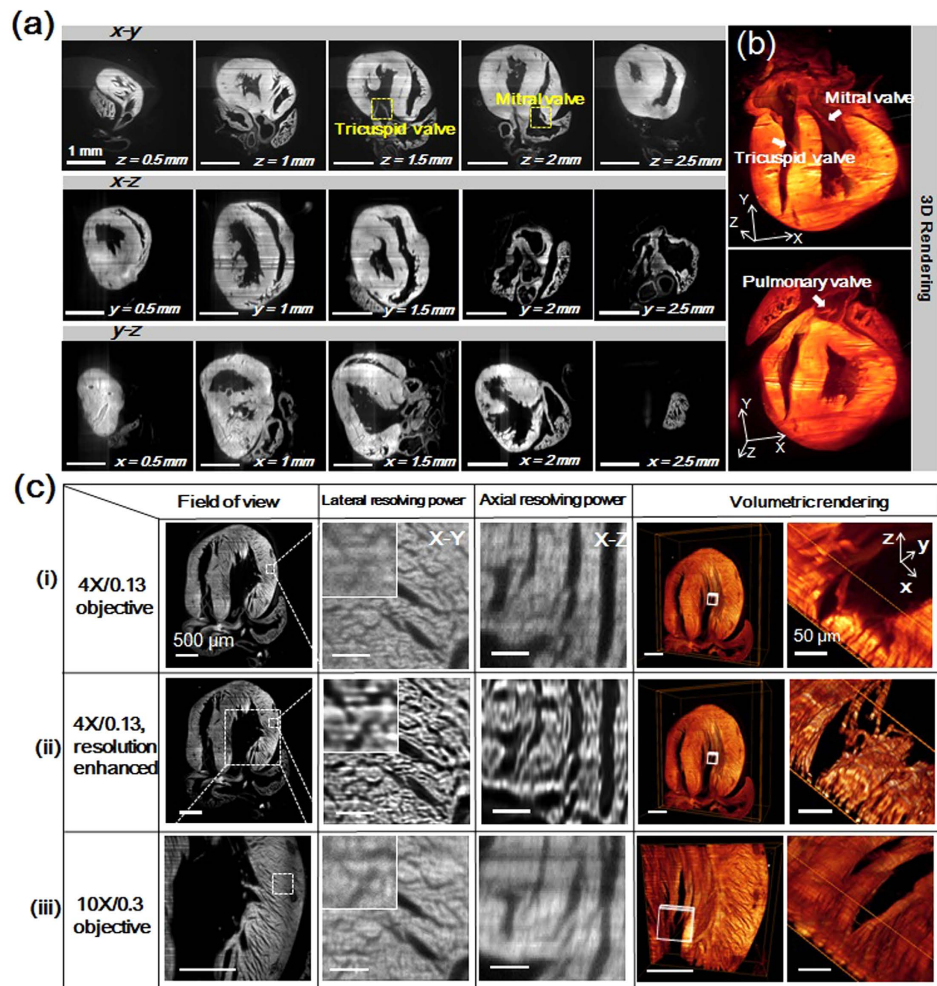 (a)
x-y
Tricuspid valve
Mitral valve
1 mm
z = 0.5 mm
z = 1 mm
z = 1.5 mm
z = 2 mm
z = 2.5 mm
x-z
y = 0.5 mm
y = 1 mm
y = 1.5 mm
y = 2 mm
y = 2.5 mm
y-z
x = 0.5 mm
x = 1 mm
x = 1.5 mm
x = 2 mm
x = 2.5 mm
(b)
Mitral valve
Tricuspid valve
Y
Z
X
Pulmonary valve
Y
Z
X
3D Rendering
(c)
Field of view
Lateral resolving power
Axial resolving power
Volumetric rendering
(i)
4X/0.13
objective
500 µm
X-Y
X-Z
z
y
x
50 µm
(ii)
4X/0.13,
resolution
enhanced
(iii)
10X/0.3
objective